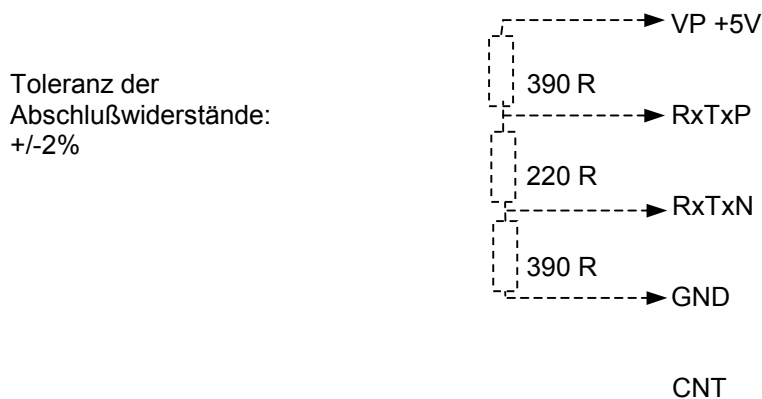 VP +5V
Toleranz der
Abschlußwiderstände:
+/-2%
390 R
RxTxP
220 R
RxTxN
390 R
GND
CNT